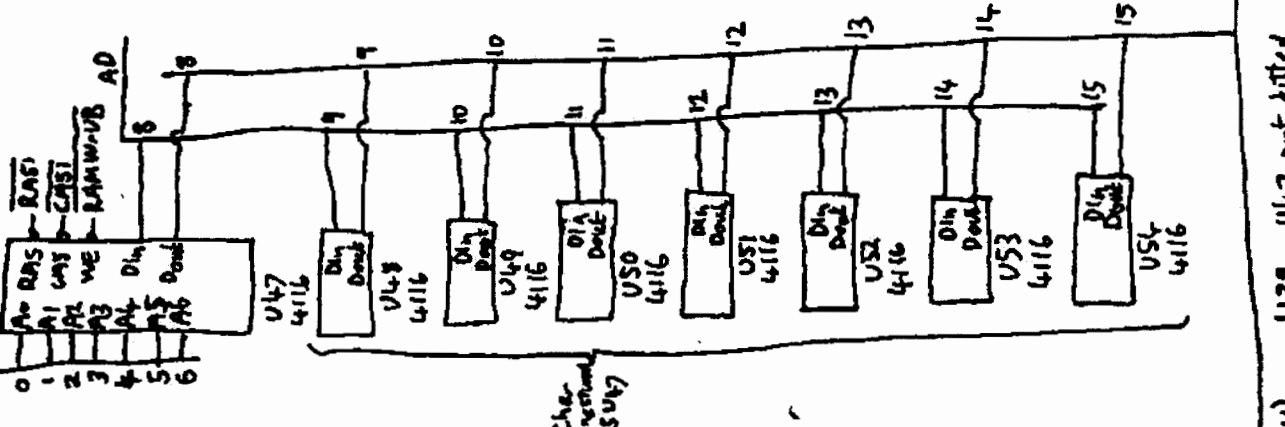 AD
8
9
10
11
12
13
14
15
8
9
10
11
12
13
14
15
RAS1
CAS1
RAS
CAS
WE
Din
Dout
A0
A1
A2
A3
A4
A5
A6
0
1
2
3
4
5
6
U47
4116
Din
Dout
U48
4116
Din
Dout
U49
4116
Din
Dout
U50
4116
Din
Dout
U51
4116
Din
Dout
U52
4116
Din
Dout
U53
4116
Din
Dout
U54
4116
U47
not fitted